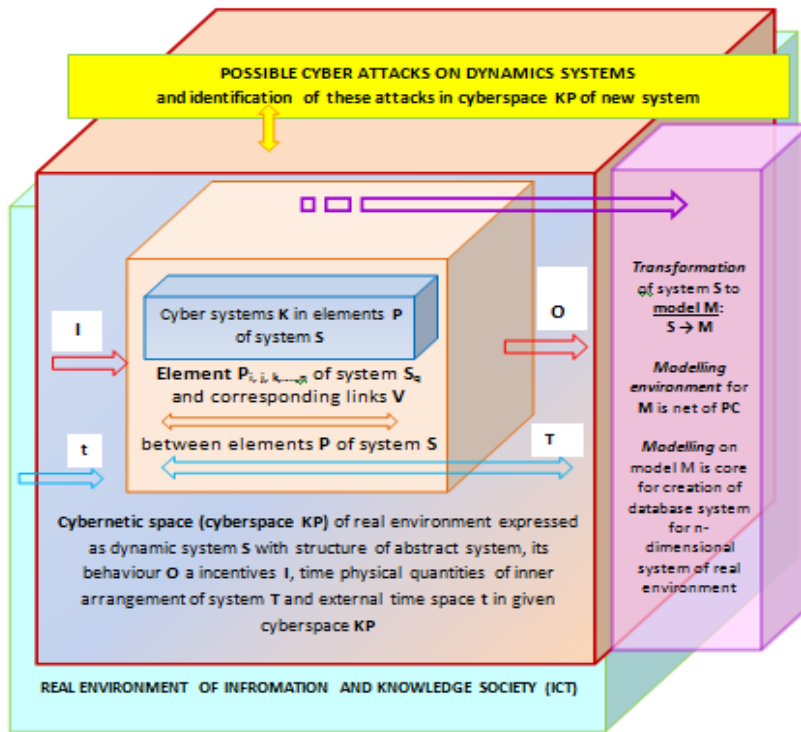 POSSIBLE CYBER ATTACKS ON DYNAMICS SYSTEMS
and identification of these attacks in cyberspace KP of new system
Cyber systems K in elements P
of system S
I
O
Element P i, j, k,...,n of system Sq
and corresponding links V
between elements P of system S
t
T
Cybernetic space (cyberspace KP) of real environment expressed
as dynamic system S with structure of abstract system, its
behaviour O a incentives I, time physical quantities of inner
arrangement of system T and external time space t in given
cyberspace KP
Transformation
of system S to
model M:
S → M
Modelling
environment for
M is net of PC
Modelling on
model M is core
for creation of
database system
for n-
dimensional
system of real
environment
REAL ENVIRONMENT OF INFROMATION AND KNOWLEDGE SOCIETY (ICT)